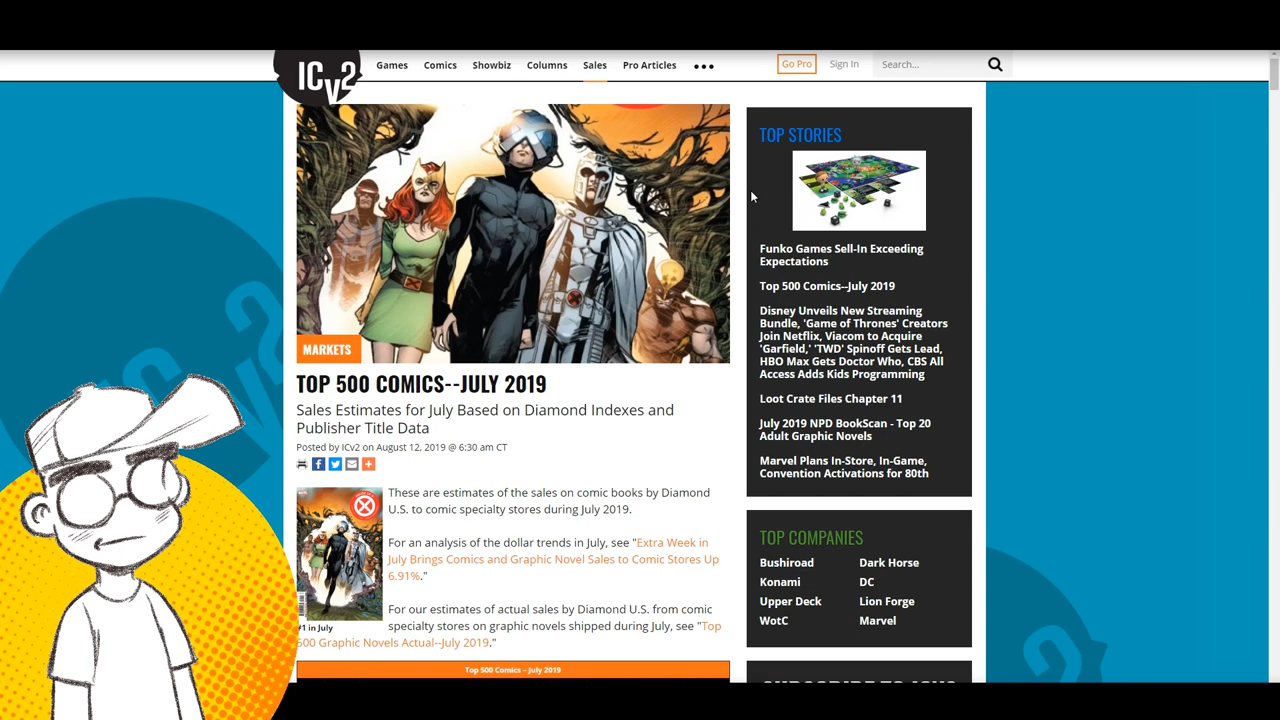 ICv2
Games Comics Showbiz Columns Sales Pro Articles •••
Go Pro Sign In Search...
MARKETS
TOP 500 COMICS--JULY 2019
Sales Estimates for July Based on Diamond Indexes and
Publisher Title Data
Posted by ICv2 on August 12, 2019 @ 6:30 am CT
These are estimates of the sales on comic books by Diamond
U.S. to comic specialty stores during July 2019.
For an analysis of the dollar trends in July, see "Extra Week in
July Brings Comics and Graphic Novel Sales to Comic Stores Up
6.91%."
For our estimates of actual sales by Diamond U.S. from comic
specialty stores on graphic novels shipped during July, see "Top
500 Graphic Novels Actual--July 2019."
#1 in July
Top 500 Comics – July 2019
TOP STORIES
Funko Games Sell-In Exceeding
Expectations
Top 500 Comics--July 2019
Disney Unveils New Streaming
Bundle, 'Game of Thrones' Creators
Join Netflix, Viacom to Acquire
'Garfield,' 'TWD' Spinoff Gets Lead,
HBO Max Gets Doctor Who, CBS All
Access Adds Kids Programming
Loot Crate Files Chapter 11
July 2019 NPD BookScan - Top 20
Adult Graphic Novels
Marvel Plans In-Store, In-Game,
Convention Activations for 80th
TOP COMPANIES
Bushiroad Dark Horse
Konami DC
Upper Deck Lion Forge
WotC Marvel